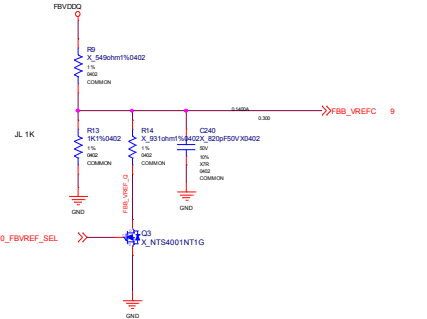 FBVDDQ
R9
X_549ohm1%0402
1%
0402
COMMON
0.1400A
0.300
FBB_VREFC 9
JL 1K
R13
1K1%0402
1%
0402
COMMON
R14
X_931ohm1%0402
1%
0402
COMMON
C240
X_820pF50VX0402
50V
10%
X7R
0402
COMMON
GND
GND
FBB_VREF_Q
0_FBVREF_SEL
Q3
X_NTS4001NT1G
GND